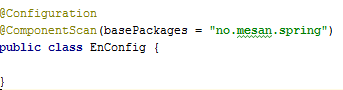 @Configuration
@ComponentScan(basePackages = "no.mesan.spring")
public class EnConfig {
}